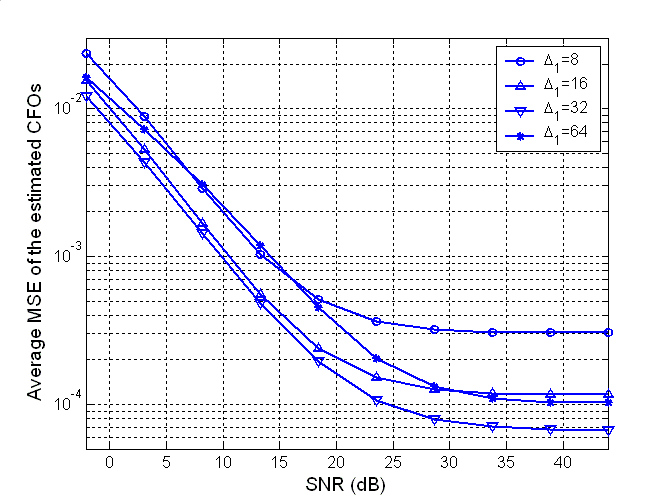 Δ1=8
Δ1=16
Δ1=32
Δ1=64
10-2
10-3
10-4
Average MSE of the estimated CFOs
0 5 10 15 20 25 30 35 40
SNR (dB)